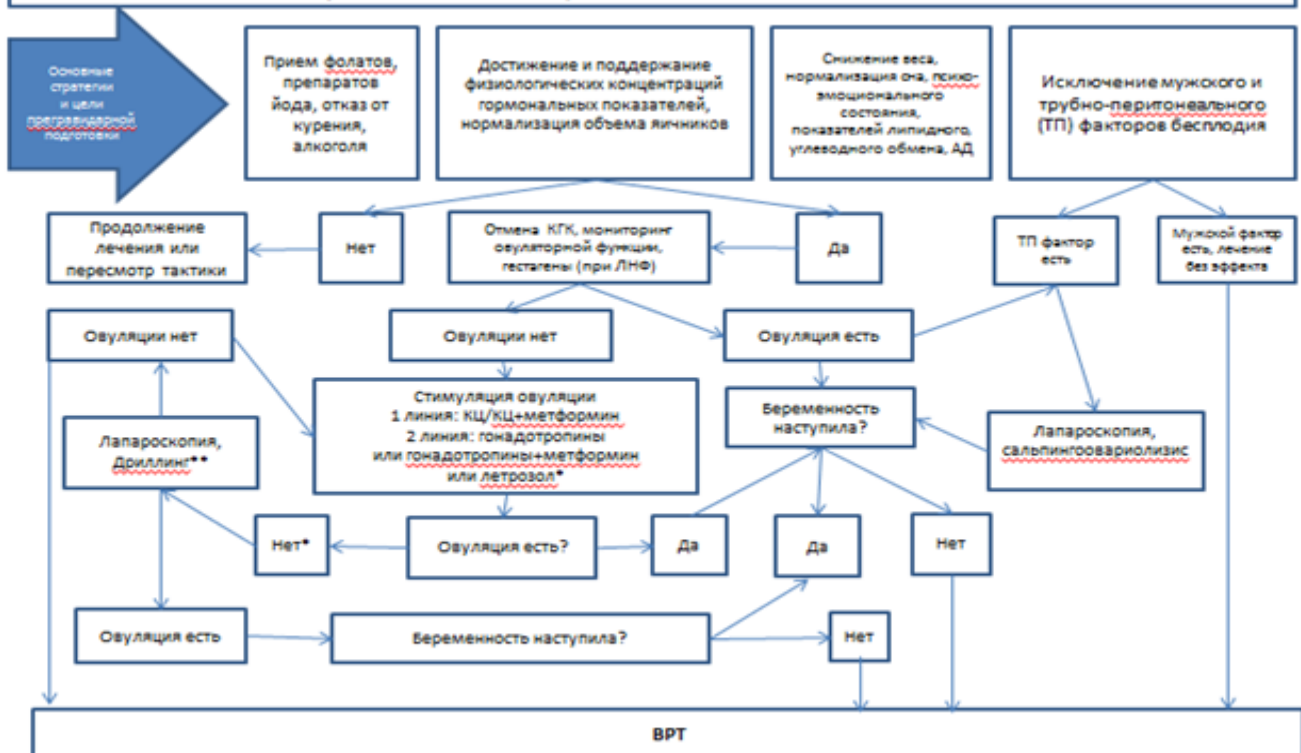 Основные
стратегии
и цели
прегравидарной
подготовки
Прием фолатов,
препаратов
йода, отказ от
курения,
алкоголя
Достижение и поддержание
физиологических концентраций
гормональных показателей,
нормализация объема яичников
Снижение веса,
нормализация сна, психо-
эмоционального
состояния,
показателей липидного,
углеводного обмена, АД
Исключение мужского и
трубно-перитонеального
(ТП) факторов бесплодия
Продолжение
лечения или
пересмотр тактики
Нет
Отмена КГК, мониторинг
овуляторной функции,
гестагены (при ЛНФ)
Да
ТП фактор
есть
Мужской фактор
есть, лечение
без эффекта
Овуляции нет
Овуляции нет
Овуляция есть
Стимуляция овуляции
1 линия: КЦ/КЦ+метформин
2 линия: гонадотропины
или гонадотропины+метформин
или летрозол*
Беременность
наступила?
Лапароскопия,
Дриллинг**
Лапароскопия,
сальпингоовариолизис
Нет*
Овуляция есть?
Да
Да
Нет
Овуляция есть
Беременность наступила?
Нет
ВРТ